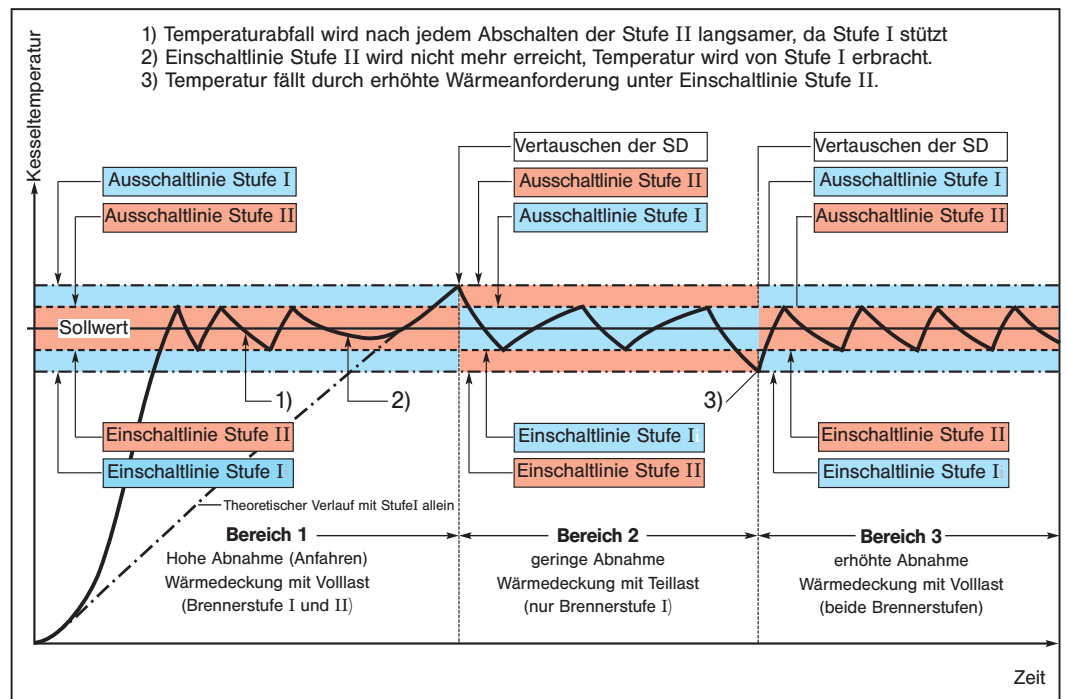 1) Temperaturabfall wird nach jedem Abschalten der Stufe II langsamer, da Stufe I stützt
2) Einschaltlinie Stufe II wird nicht mehr erreicht, Temperatur wird von Stufe I erbracht.
3) Temperatur fällt durch erhöhte Wärmeanforderung unter Einschaltlinie Stufe II.
Kesseltemperatur
Ausschaltlinie Stufe I
Ausschaltlinie Stufe II
Vertauschen der SD
Ausschaltlinie Stufe II
Ausschaltlinie Stufe I
Vertauschen der SD
Ausschaltlinie Stufe I
Ausschaltlinie Stufe II
Sollwert
1)
2)
3)
Einschaltlinie Stufe II
Einschaltlinie Stufe I
Einschaltlinie Stufe I
Einschaltlinie Stufe II
Einschaltlinie Stufe II
Einschaltlinie Stufe I
Theoretischer Verlauf mit Stufe I allein
Bereich 1
Hohe Abnahme (Anfahren)
Wärmedeckung mit Volllast
(Brennerstufe I und II)
Bereich 2
geringe Abnahme
Wärmedeckung mit Teillast
(nur Brennerstufe I)
Bereich 3
erhöhte Abnahme
Wärmedeckung mit Volllast
(beide Brennerstufen)
Zeit